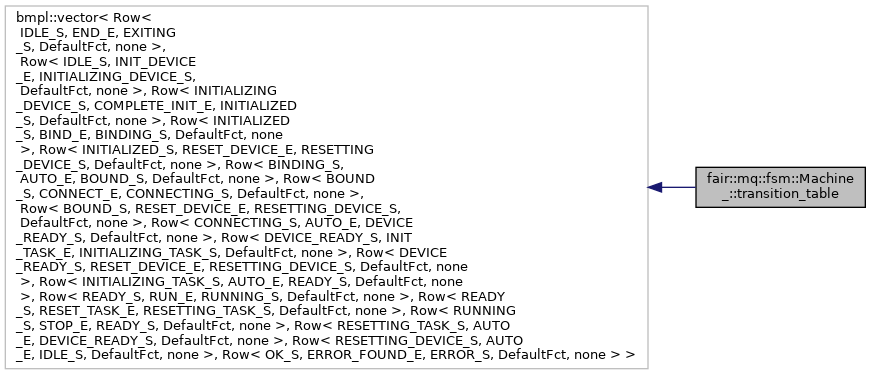 bmpl::vector< Row<
IDLE_S, END_E, EXITING
_S, DefaultFct, none >,
Row< IDLE_S, INIT_DEVICE
_E, INITIALIZING_DEVICE_S,
DefaultFct, none >, Row< INITIALIZING
_DEVICE_S, COMPLETE_INIT_E, INITIALIZED
_S, DefaultFct, none >, Row< INITIALIZED
_S, BIND_E, BINDING_S, DefaultFct, none
>, Row< INITIALIZED_S, RESET_DEVICE_E, RESETTING
_DEVICE_S, DefaultFct, none >, Row< BINDING_S,
AUTO_E, BOUND_S, DefaultFct, none >, Row< BOUND
_S, CONNECT_E, CONNECTING_S, DefaultFct, none >,
Row< BOUND_S, RESET_DEVICE_E, RESETTING_DEVICE_S,
DefaultFct, none >, Row< CONNECTING_S, AUTO_E, DEVICE
_READY_S, DefaultFct, none >, Row< DEVICE_READY_S, INIT
_TASK_E, INITIALIZING_TASK_S, DefaultFct, none >, Row< DEVICE
_READY_S, RESET_DEVICE_E, RESETTING_DEVICE_S, DefaultFct, none
>, Row< INITIALIZING_TASK_S, AUTO_E, READY_S, DefaultFct, none
>, Row< READY_S, RUN_E, RUNNING_S, DefaultFct, none >, Row< READY
_S, RESET_TASK_E, RESETTING_TASK_S, DefaultFct, none >, Row< RUNNING
_S, STOP_E, READY_S, DefaultFct, none >, Row< RESETTING_TASK_S, AUTO
_E, DEVICE_READY_S, DefaultFct, none >, Row< RESETTING_DEVICE_S, AUTO
_E, IDLE_S, DefaultFct, none >, Row< OK_S, ERROR_FOUND_E, ERROR_S, DefaultFct, none > >
fair::mq::fsm::Machine
_::transition_table